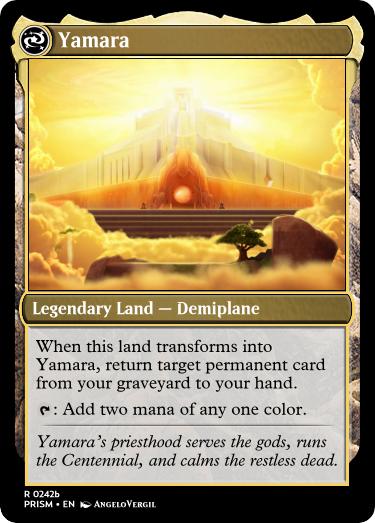 Yamara
Legendary Land — Demiplane
When this land transforms into
Yamara, return target permanent card
from your graveyard to your hand.
: Add two mana of any one color.
Yamara's priesthood serves the gods, runs
the Centennial, and calms the restless dead.
R 0242b
PRISM • EN AngeloVergil